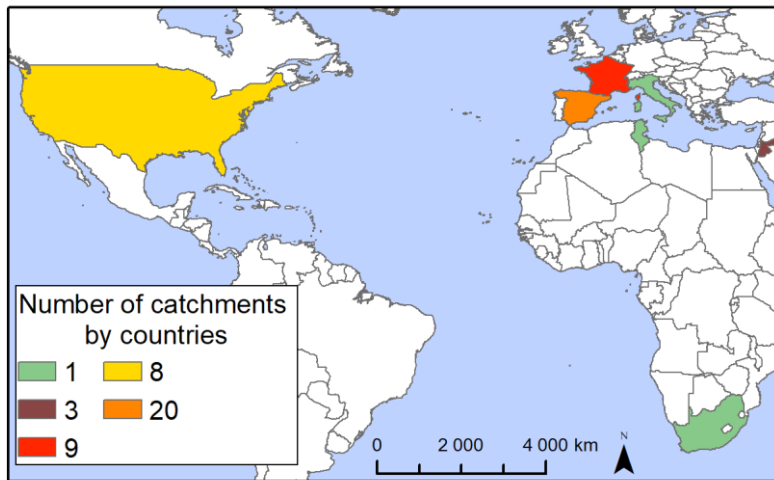 Number of catchments
by countries
1 8
3 20
9
0 2 000 4 000 km
N